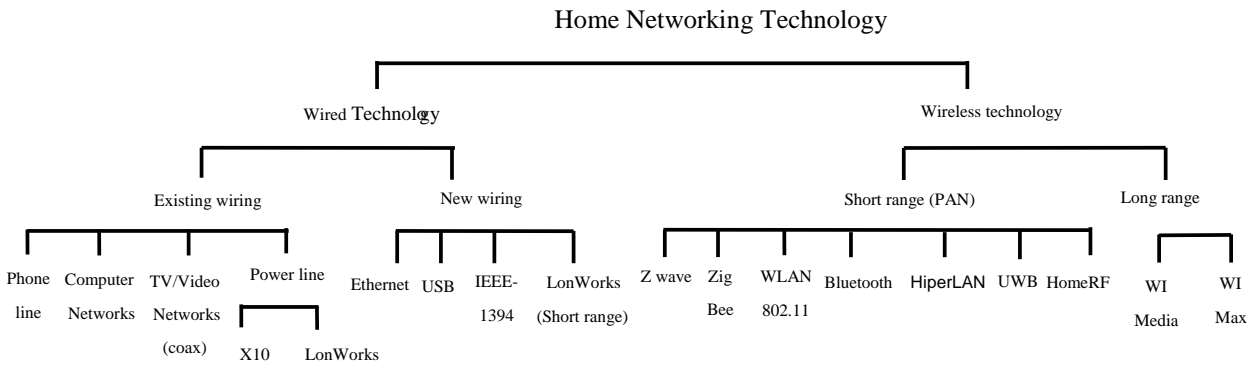 Home Networking Technology
Wired Technology
Wireless technology
Existing wiring
New wiring
Short range (PAN)
Long range
Phone
line
Computer
Networks
TV/Video
Networks
(coax)
Power line
X10
LonWorks
Ethernet
USB
IEEE-
1394
LonWorks
(Short range)
Z wave
Zig
Bee
WLAN
802.11
Bluetooth
HiperLAN
UWB
HomeRF
WI
Media
WI
Max